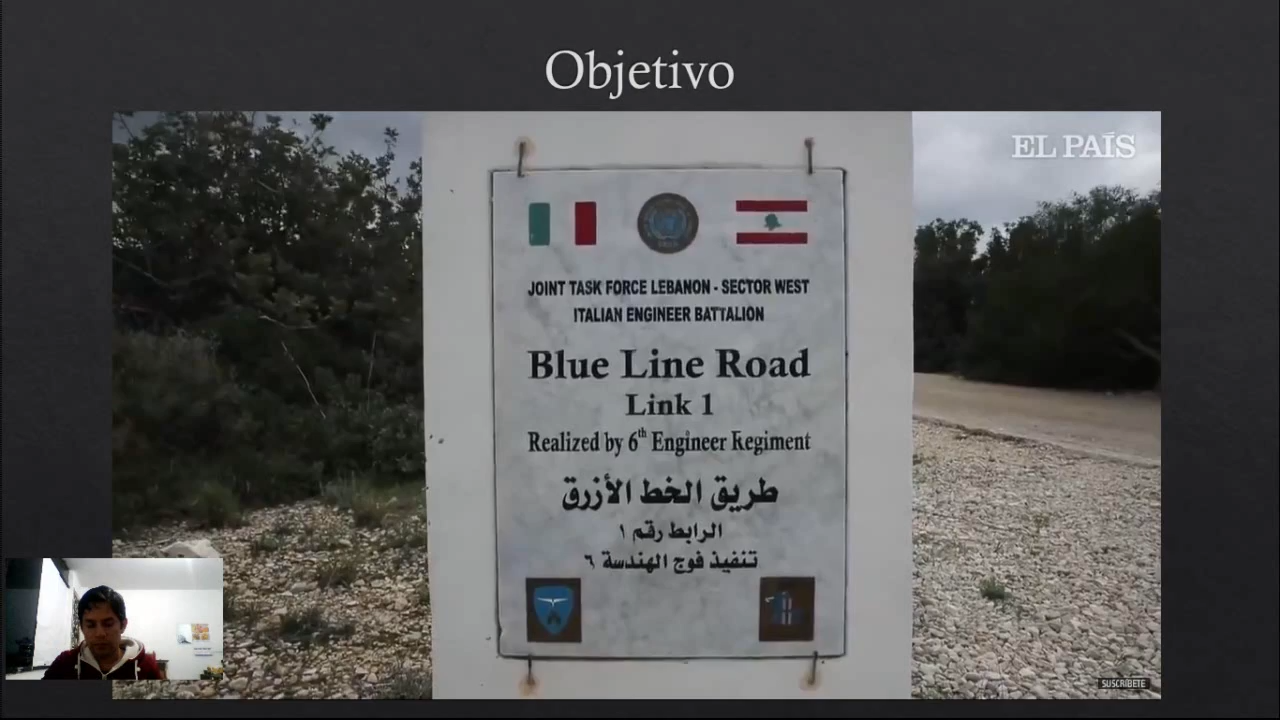 Objetivo
EL PAÍS
JOINT TASK FORCE LEBANON - SECTOR WEST
ITALIAN ENGINEER BATTALION
Blue Line Road
Link 1
Realized by 6th Engineer Regiment
طريق الخط الأزرق
الرابط رقم ١
تنفيذ فوج الهندسة ٦
SUSCRÍBETE